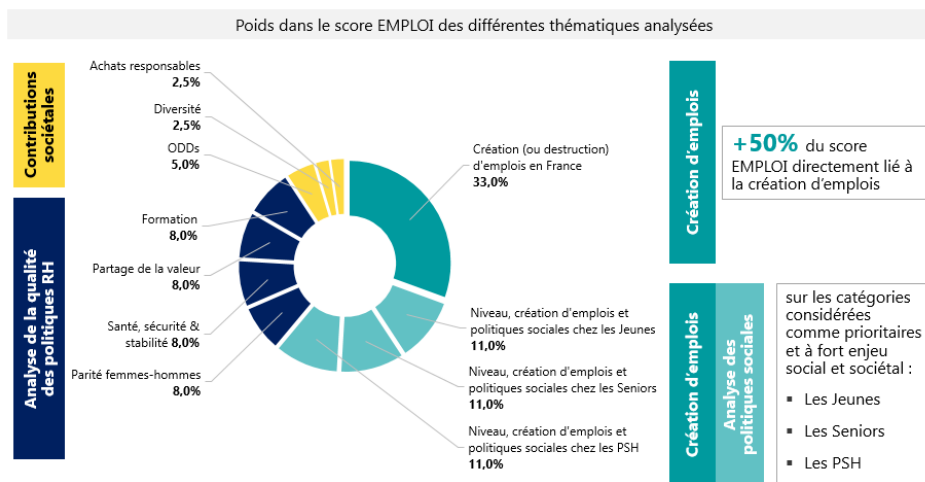 Poids dans le score EMPLOI des différentes thématiques analysées
Contributions
sociétales
Achats responsables
2,5%
Diversité
2,5%
ODDs
5,0%
Analyse de la qualité
des politiques RH
Formation
8,0%
Partage de la valeur
8,0%
Santé, sécurité &
stabilité 8,0%
Parité femmes-hommes
8,0%
Création (ou destruction)
d'emplois en France
33,0%
Niveau, création d'emplois et
politiques sociales chez les Jeunes
11,0%
Niveau, création d'emplois et
politiques sociales chez les Seniors
11,0%
Niveau, création d'emplois et
politiques sociales chez les PSH
11,0%
Création d'emplois
+50% du score
EMPLOI directement lié à
la création d'emplois
Création d'emplois
Analyse des
politiques sociales
sur les catégories
considérées
comme prioritaires
et à fort enjeu
social et sociétal :
▪ Les Jeunes
▪ Les Seniors
▪ Les PSH